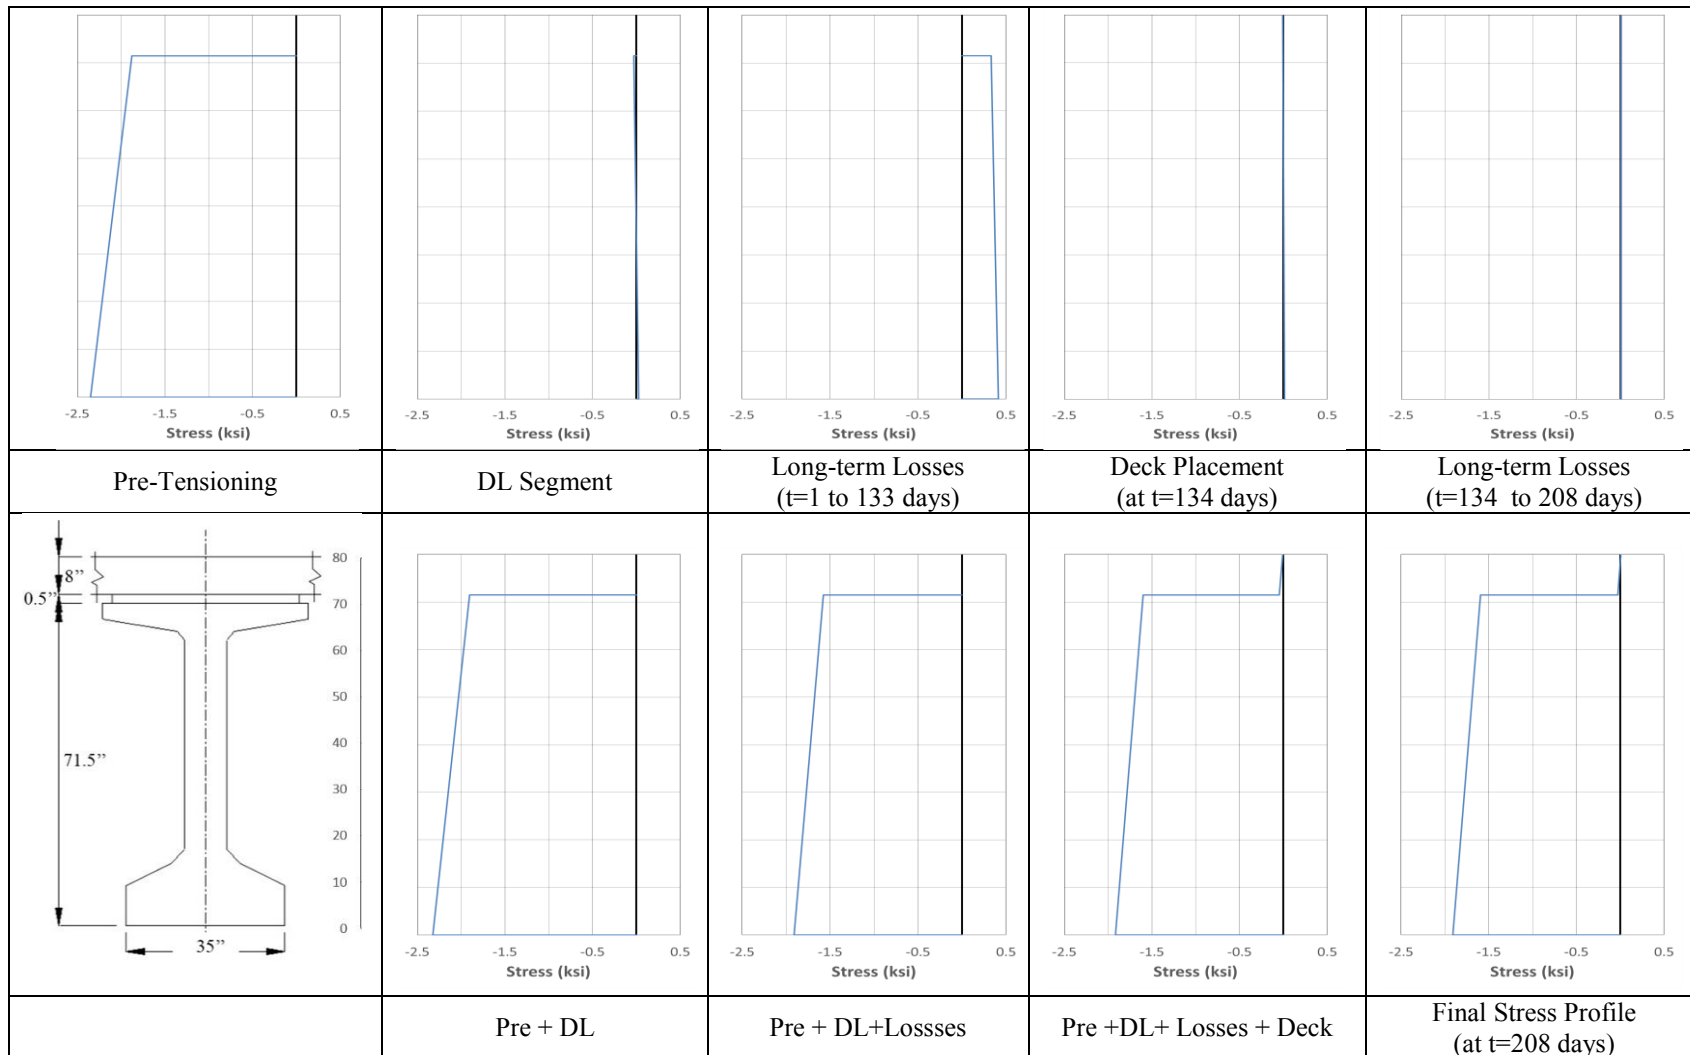 -2.5 -1.5 -0.5 0.5
Stress (ksi)
-2.5 -1.5 -0.5 0.5
Stress (ksi)
-2.5 -1.5 -0.5 0.5
Stress (ksi)
-2.5 -1.5 -0.5 0.5
Stress (ksi)
-2.5 -1.5 -0.5 0.5
Stress (ksi)
Pre-Tensioning
DL Segment
Long-term Losses
(t=1 to 133 days)
Deck Placement
(at t=134 days)
Long-term Losses
(t=134 to 208 days)
80
8”
0.5”
70
60
50
40
71.5”
30
20
10
0
35”
-2.5 -1.5 -0.5 0.5
Stress (ksi)
-2.5 -1.5 -0.5 0.5
Stress (ksi)
-2.5 -1.5 -0.5 0.5
Stress (ksi)
-2.5 -1.5 -0.5 0.5
Stress (ksi)
Pre + DL
Pre + DL+Lossses
Pre +DL+ Losses + Deck
Final Stress Profile
(at t=208 days)